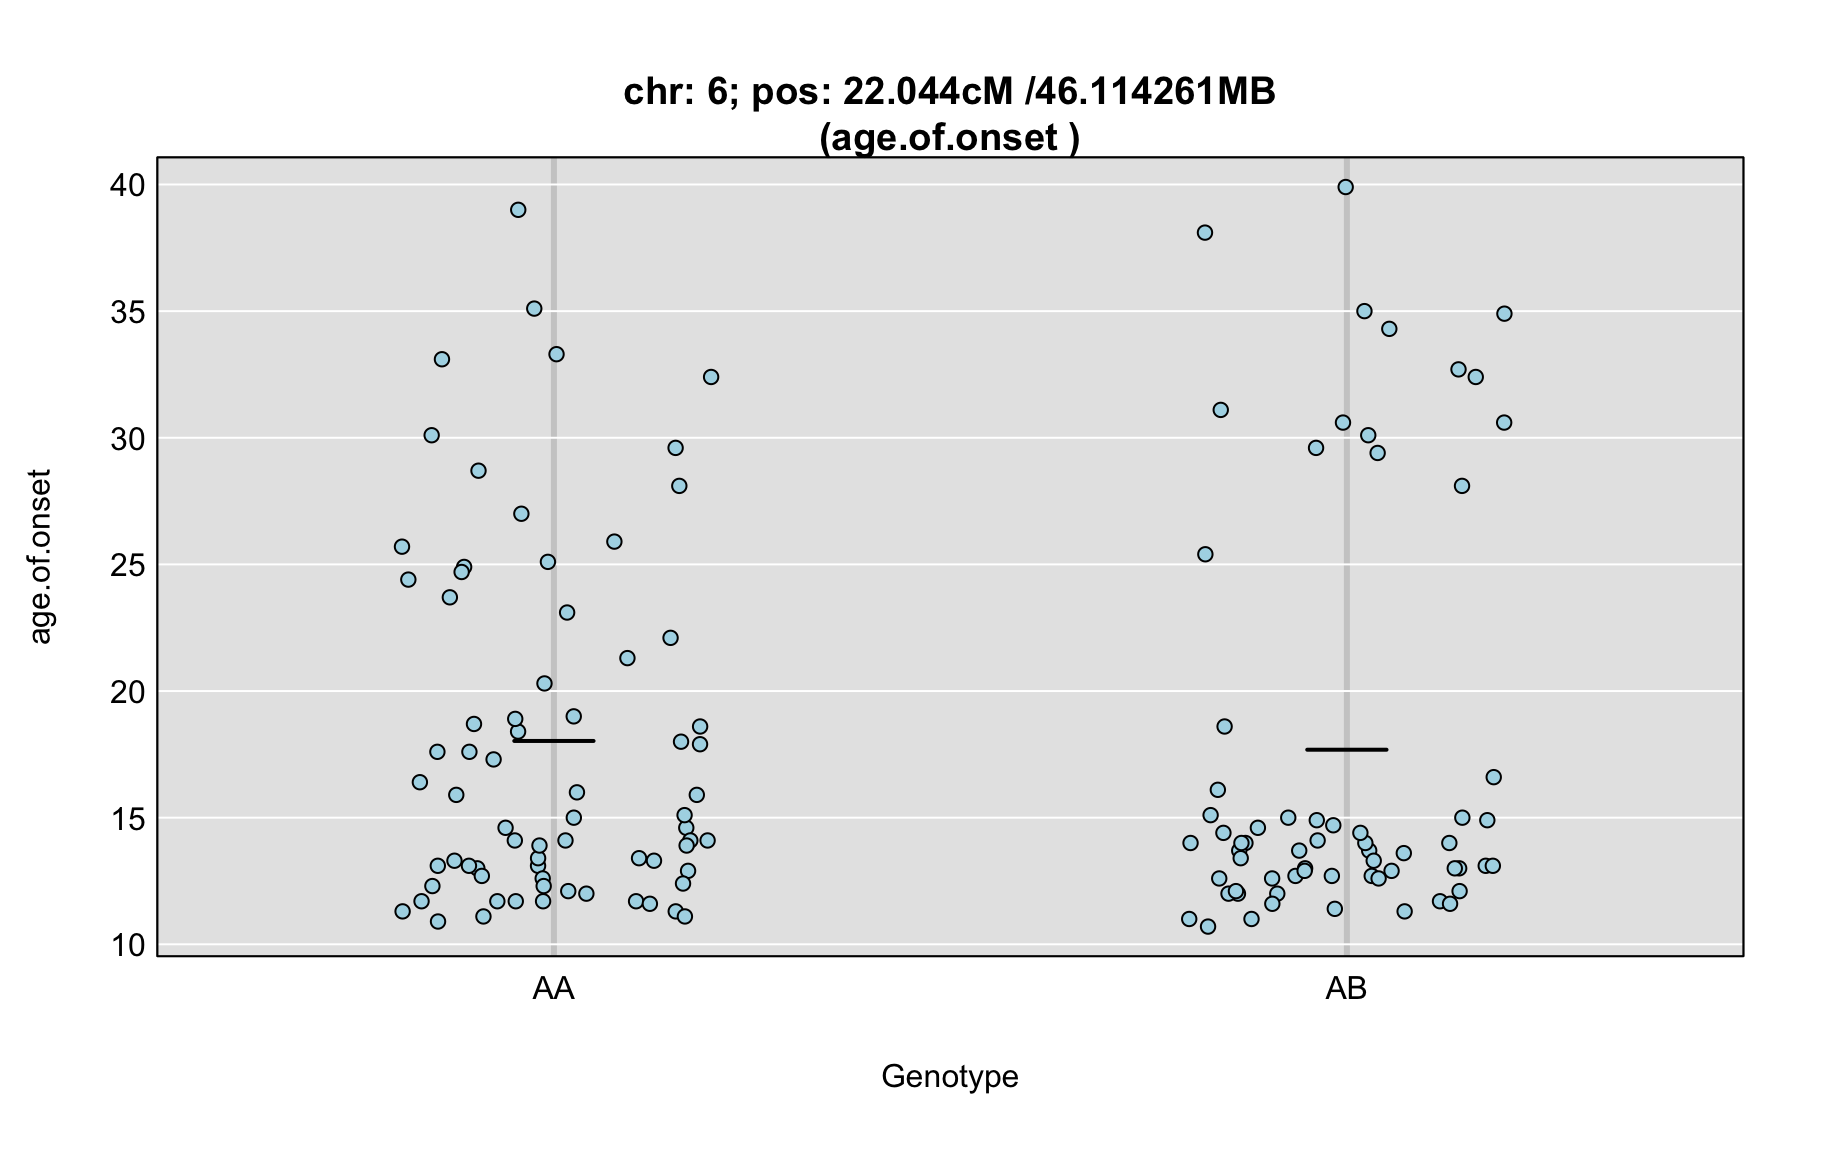 chr: 6; pos: 22.044cM /46.114261MB
(age.of.onset )
40
35
30
25
20
15
10
age.of.onset
AA AB
Genotype